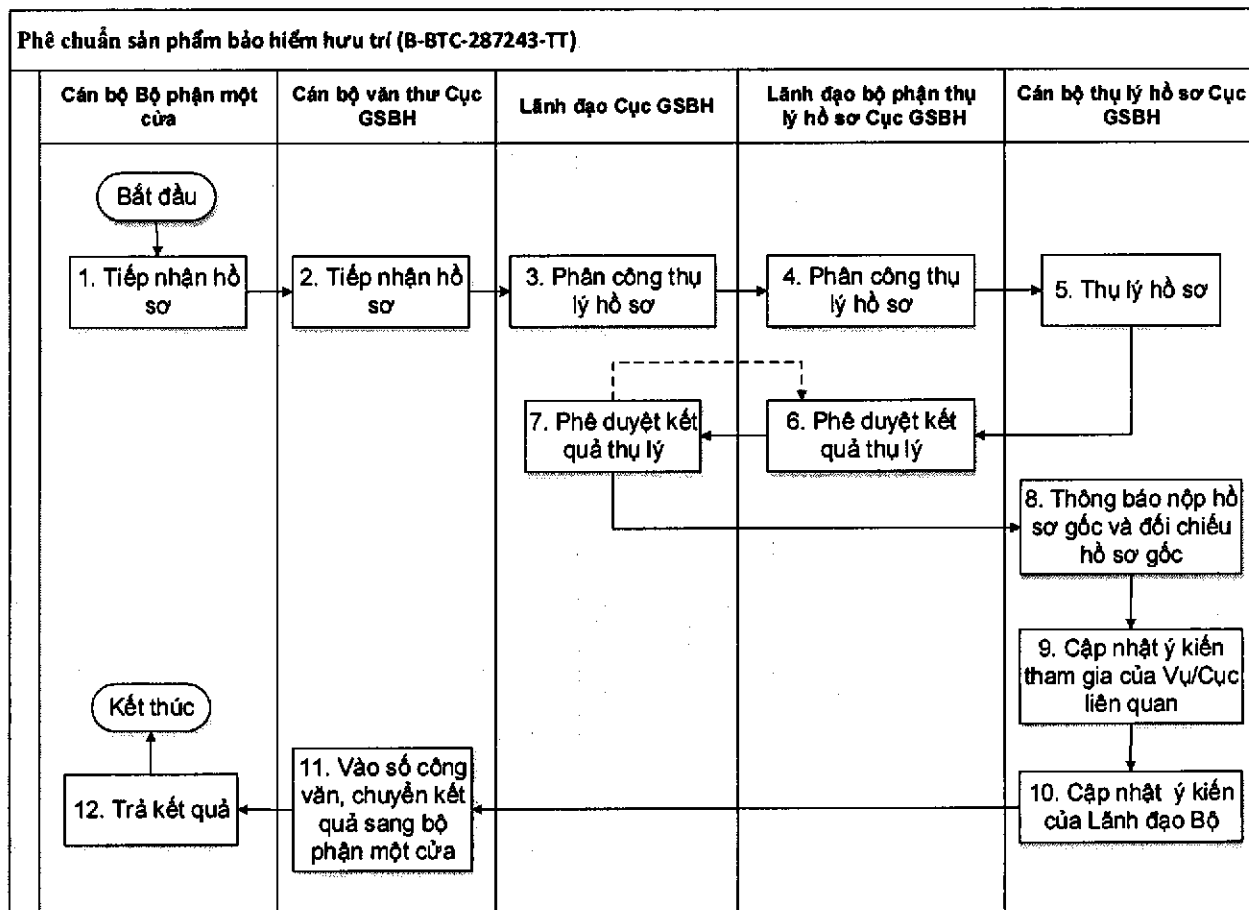 Phê chuẩn sản phẩm bảo hiểm hưu trí (B-BTC-287243-TT)
Cán bộ Bộ phận một
cửa
Cán bộ văn thư Cục
GSBH
Lãnh đạo Cục GSBH
Lãnh đạo bộ phận thụ
lý hồ sơ Cục GSBH
Cán bộ thụ lý hồ sơ Cục
GSBH
Bắt đầu
1. Tiếp nhận hồ
sơ
2. Tiếp nhận hồ
sơ
3. Phân công thụ
lý hồ sơ
4. Phân công thụ
lý hồ sơ
5. Thụ lý hồ sơ
7. Phê duyệt kết
quả thụ lý
6. Phê duyệt kết
quả thụ lý
8. Thông báo nộp hồ
sơ gốc và đối chiếu
hồ sơ gốc
9. Cập nhật ý kiến
tham gia của Vụ/Cục
liên quan
Kết thúc
12. Trả kết quả
11. Vào số công
văn, chuyển kết
quả sang bộ
phận một cửa
10. Cập nhật ý kiến
của Lãnh đạo Bộ